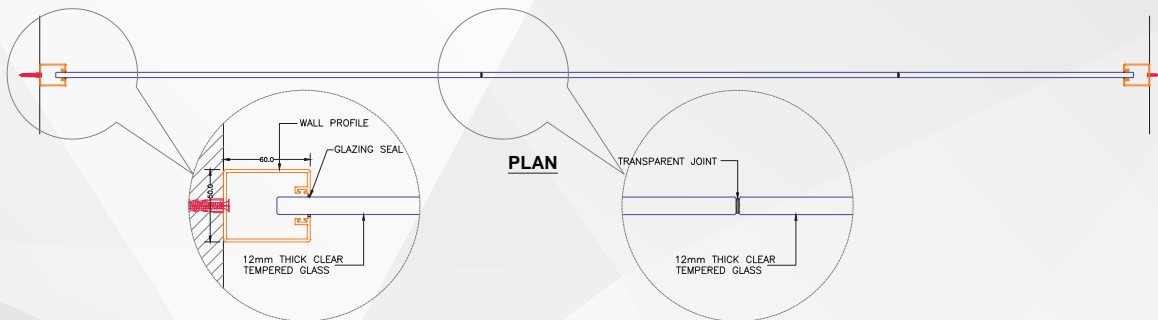 WALL PROFILE
60.0
GLAZING SEAL
50.0
12mm THICK CLEAR
TEMPERED GLASS
PLAN
TRANSPARENT JOINT
12mm THICK CLEAR
TEMPERED GLASS